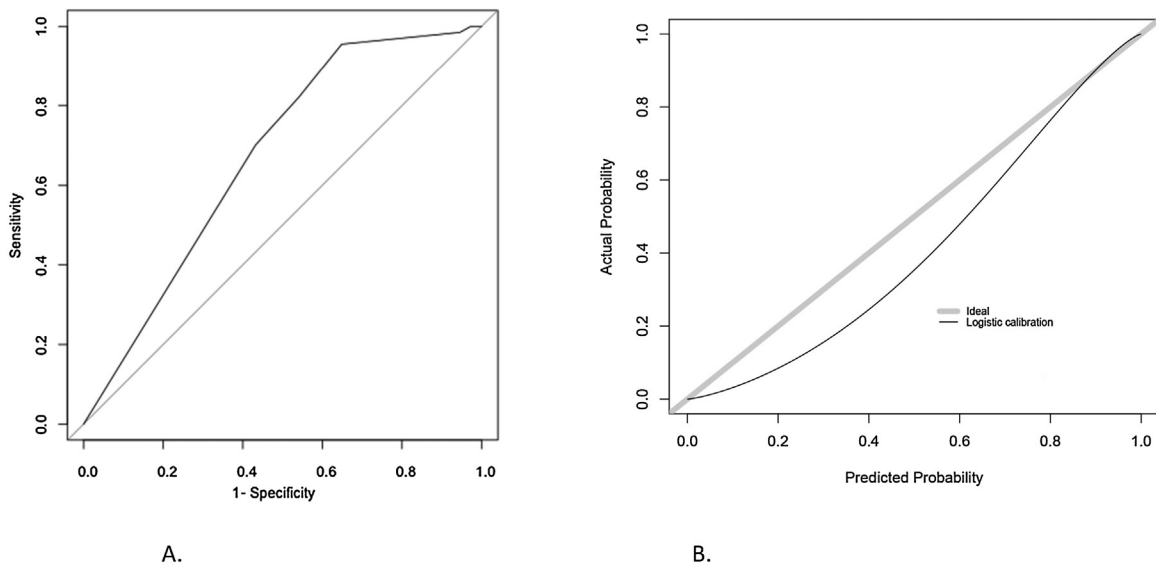 1.0
0.8
0.6
0.4
0.2
0.0
Sensitivity
0.0 0.2 0.4 0.6 0.8 1.0
1- Specificity
A.
1.0
0.8
0.6
0.4
0.2
0.0
Actual Probability
Ideal
Logistic calibration
0.0 0.2 0.4 0.6 0.8 1.0
Predicted Probability
B.